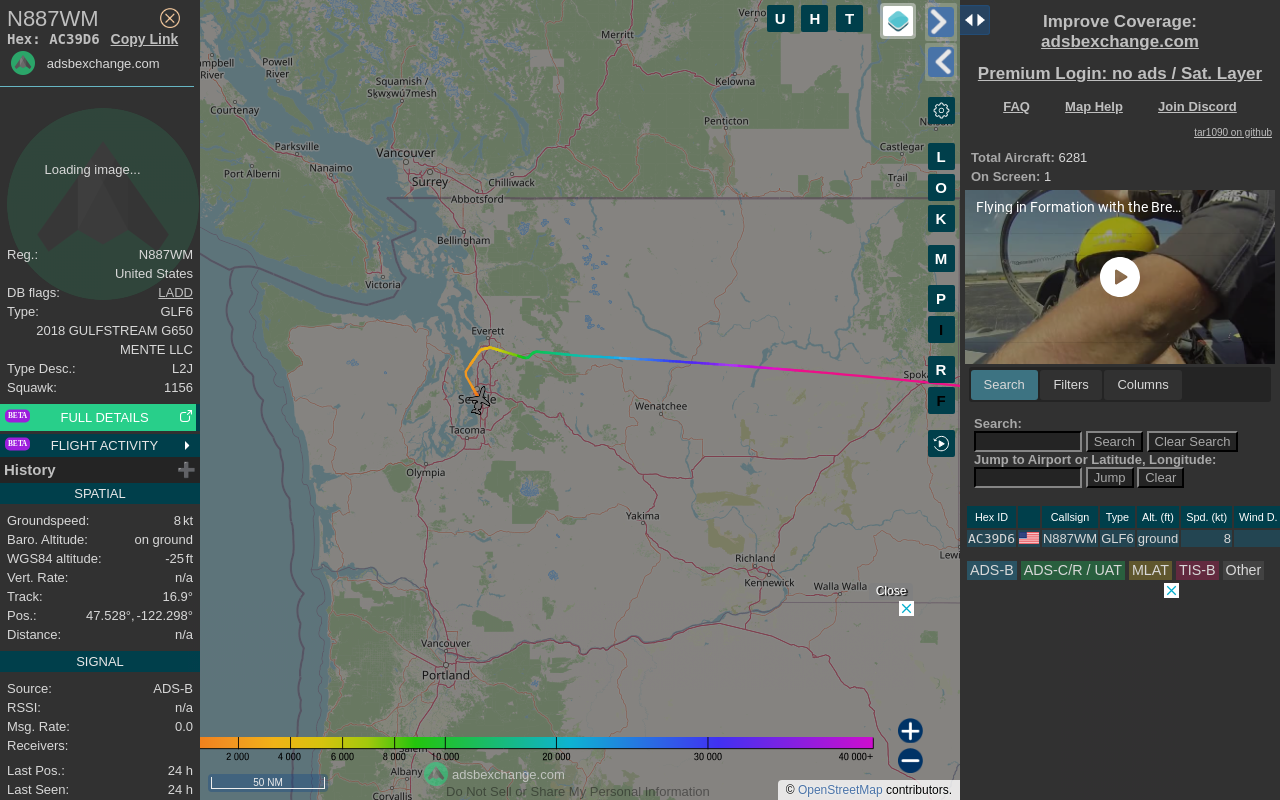 N887WM
Hex: AC39D6 Copy Link
adsbexchange.com
Loading image...
Reg.: N887WM
United States
DB flags: LADD
Type: GLF6
2018 GULFSTREAM G650
MENTE LLC
Type Desc.: L2J
Squawk: 1156
BETA FULL DETAILS
BETA FLIGHT ACTIVITY
History
SPATIAL
Groundspeed: 8 kt
Baro. Altitude: on ground
WGS84 altitude: -25 ft
Vert. Rate: n/a
Track: 16.9°
Pos.: 47.528°, -122.298°
Distance: n/a
SIGNAL
Source: ADS-B
RSSI: n/a
Msg. Rate: 0.0
Receivers:
Last Pos.: 24 h
Last Seen: 24 h
Merritt
Powell
River
River
Squamish /
Sḵwx̱wú7mesh
Kelowna
Courtenay
Penticton
Parksville
Nanaimo
Vancouver
Castlegar
Port Alberni
Surrey
Chilliwack
Trail
Abbotsford
Bellingham
Victoria
Everett
Wenatchee
Tacoma
Olympia
Yakima
Richland
Kennewick
Walla Walla
Vancouver
Portland
Albany
Corvallis
U H T
L
O
K
M
P
I
R
F
Close
2 000 4 000 6 000 8 000 10 000 20 000 30 000 40 000+
50 NM
adsbexchange.com
Do Not Sell or Share My Personal Information
© OpenStreetMap contributors.
Improve Coverage:
adsbexchange.com
Premium Login: no ads / Sat. Layer
FAQ Map Help Join Discord
tar1090 on github
Total Aircraft: 6281
On Screen: 1
Flying in Formation with the Bre...
Search Filters Columns
Search:
Search Clear Search
Jump to Airport or Latitude, Longitude:
Jump Clear
Hex ID Callsign Type Alt. (ft) Spd. (kt) Wind D.
AC39D6 N887WM GLF6 ground 8
ADS-B ADS-C/R / UAT MLAT TIS-B Other